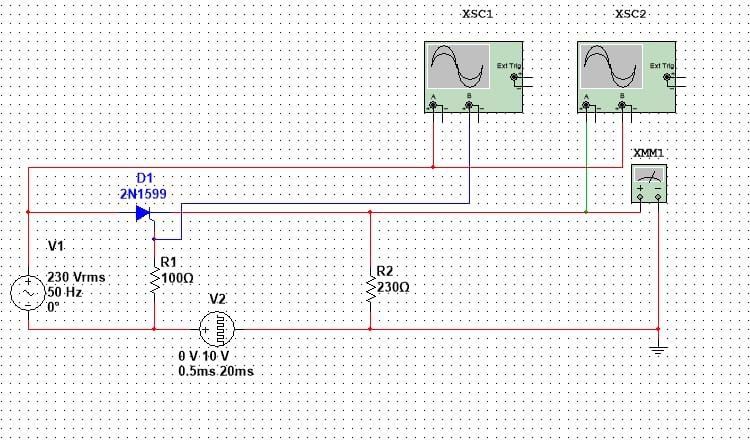 XSC1
XSC2
Ext Trig
Ext Trig
A
B
A
B
XMM1
D1
2N1599
V1
230 Vrms
50 Hz
0°
R1
100Ω
V2
0 V 10 V
0.5ms 20ms
R2
230Ω